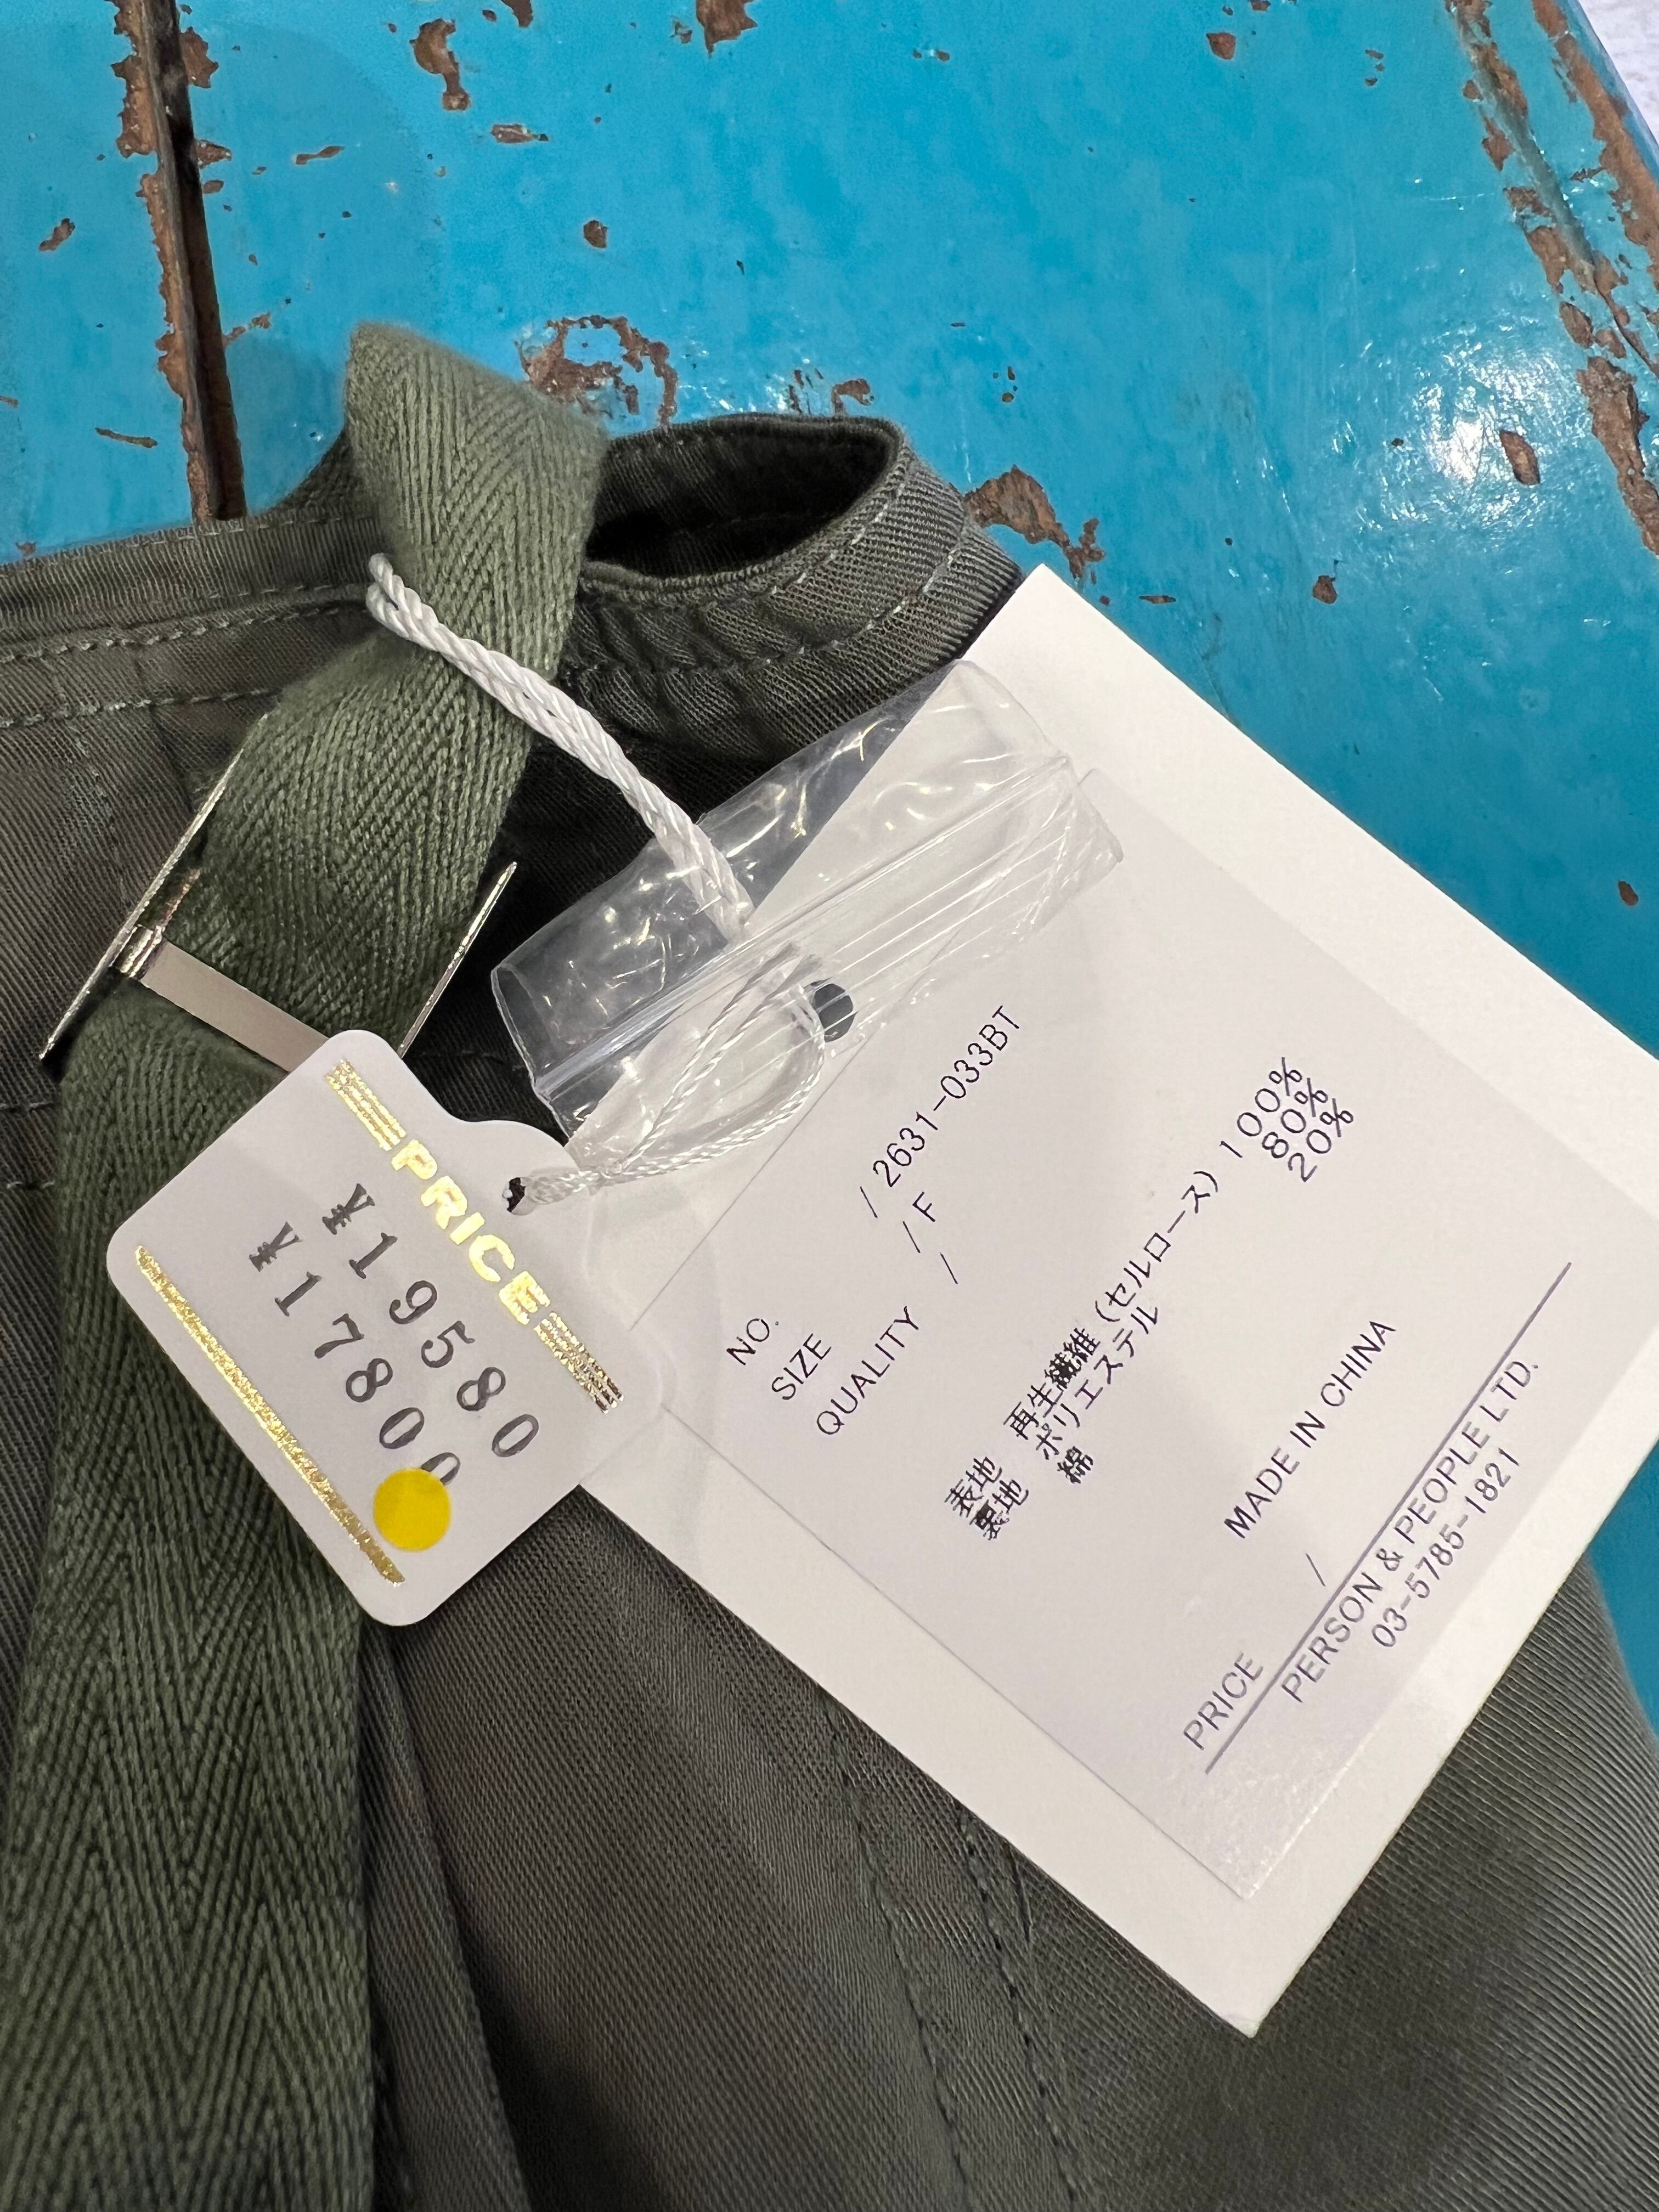 PRICE
¥19580
¥17800
NO. / 2631-033BT
SIZE / F
QUALITY /
表地 再生繊維(セルロース) 100%
裏地 ポリエステル 80%
綿 20%
MADE IN CHINA
PRICE /
PERSON & PEOPLE LTD.
03-5785-1821